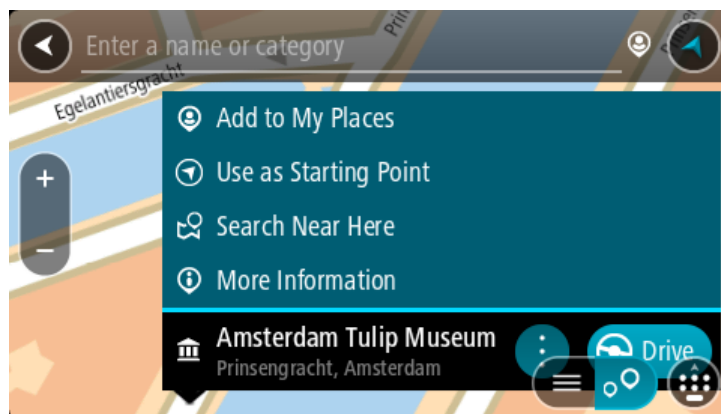 Enter a name or category
Prin
Prinsen
Egelantiersgracht
Add to My Places
Use as Starting Point
Search Near Here
More Information
Amsterdam Tulip Museum
Prinsengracht, Amsterdam
Drive